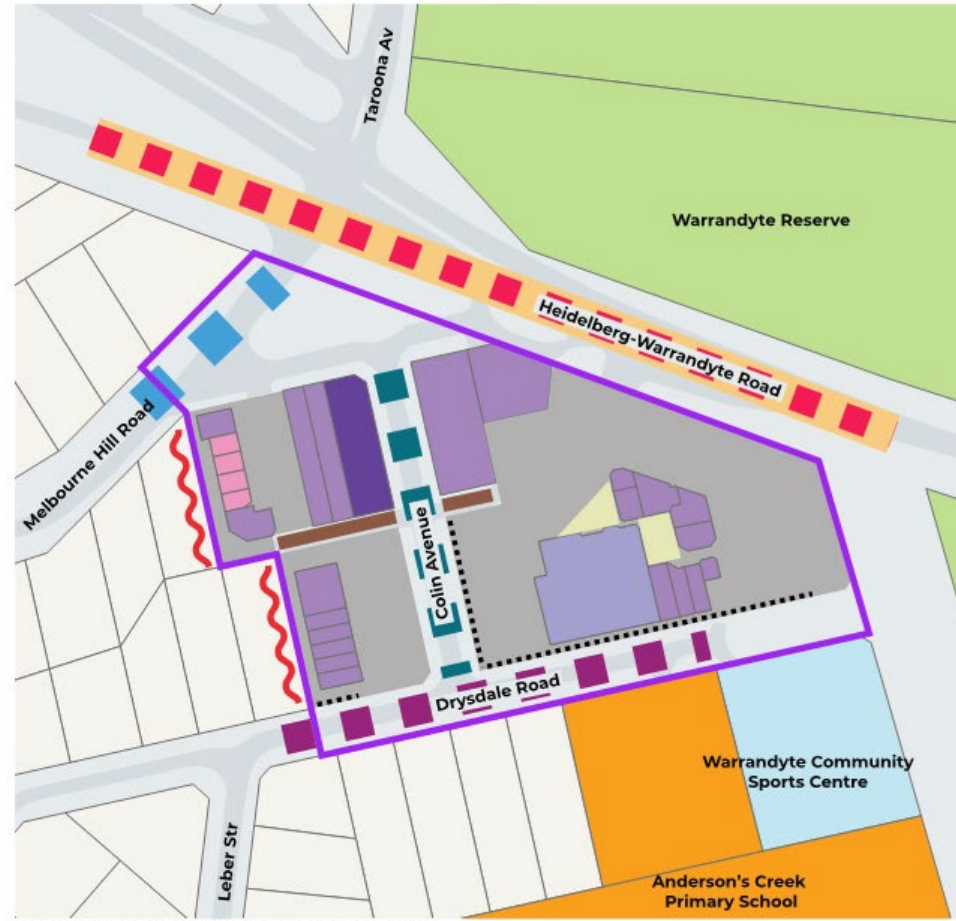 Taroona Av
Warrandyte Reserve
Heidelberg-Warrandyte Road
Melbourne Hill Road
Colin Avenue
Drysdale Road
Warrandyte Community
Sports Centre
Leber Str
Anderson's Creek
Primary School